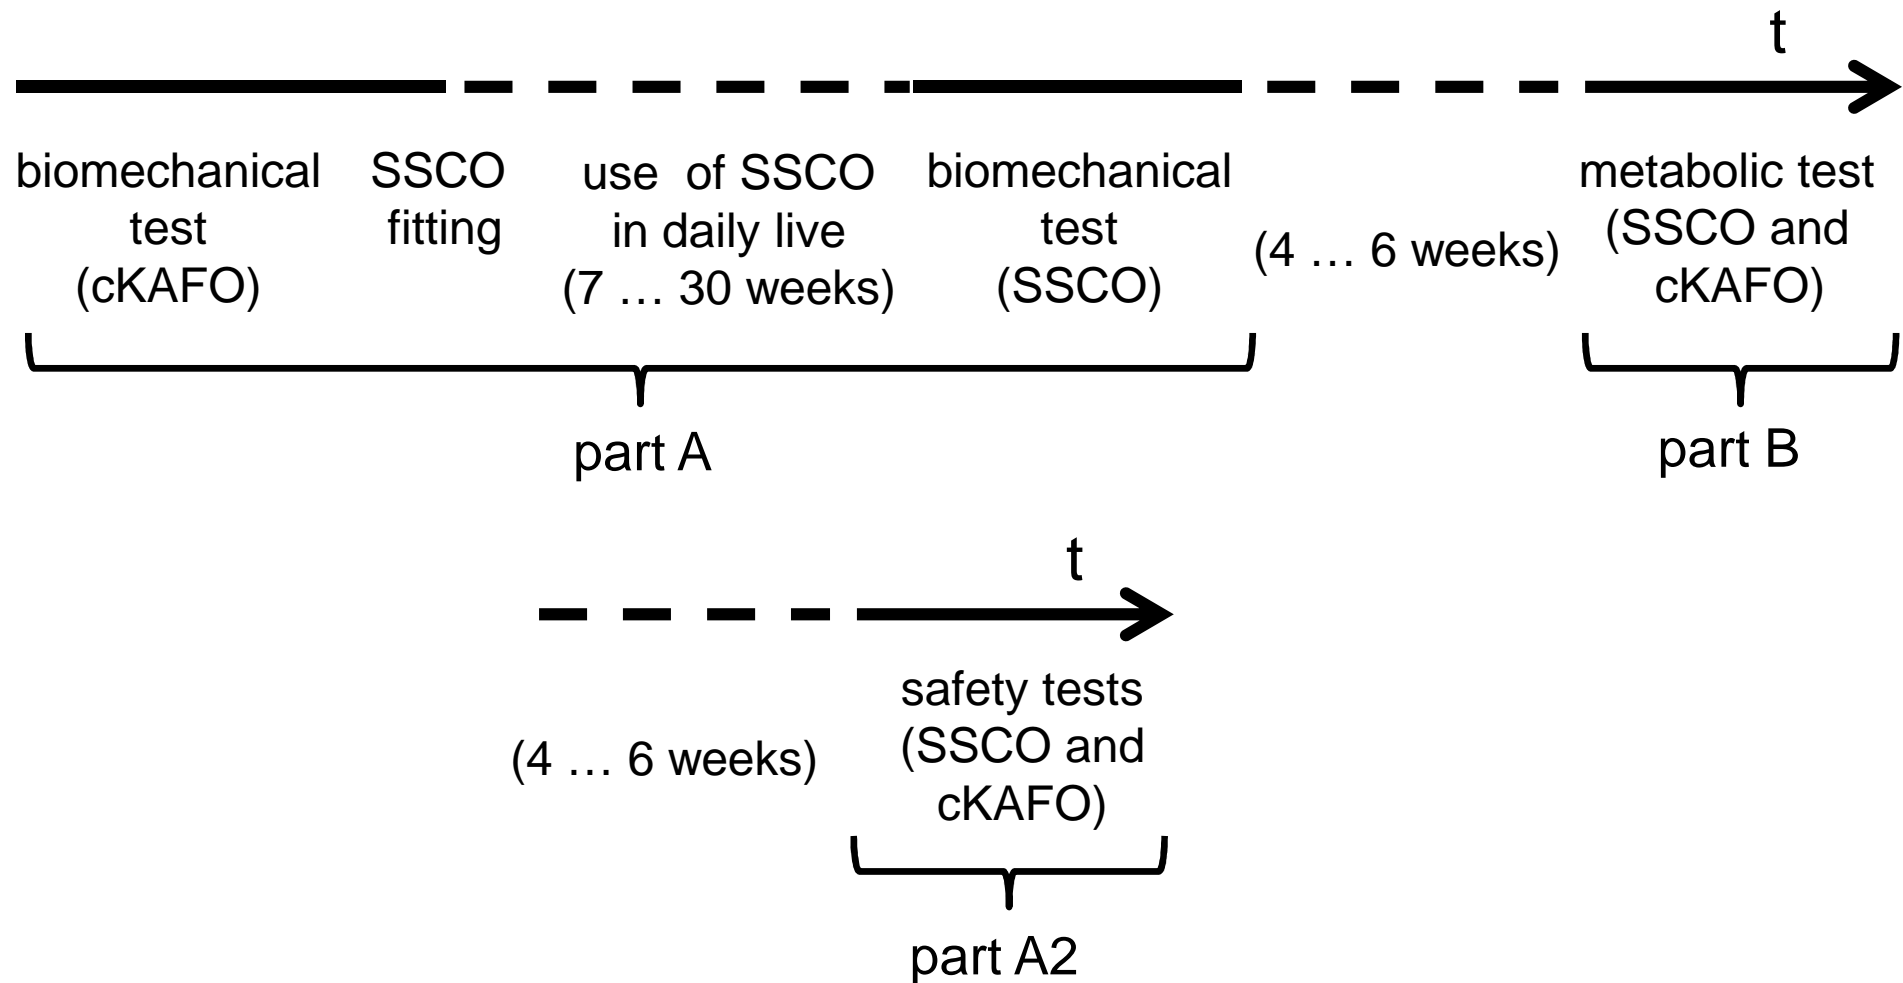 t
biomechanical
test
(cKAFO)
SSCO
fitting
use of SSCO
in daily live
(7 … 30 weeks)
biomechanical
test
(SSCO)
(4 … 6 weeks)
metabolic test
(SSCO and
cKAFO)
part A
part B
t
(4 … 6 weeks)
safety tests
(SSCO and
cKAFO)
part A2